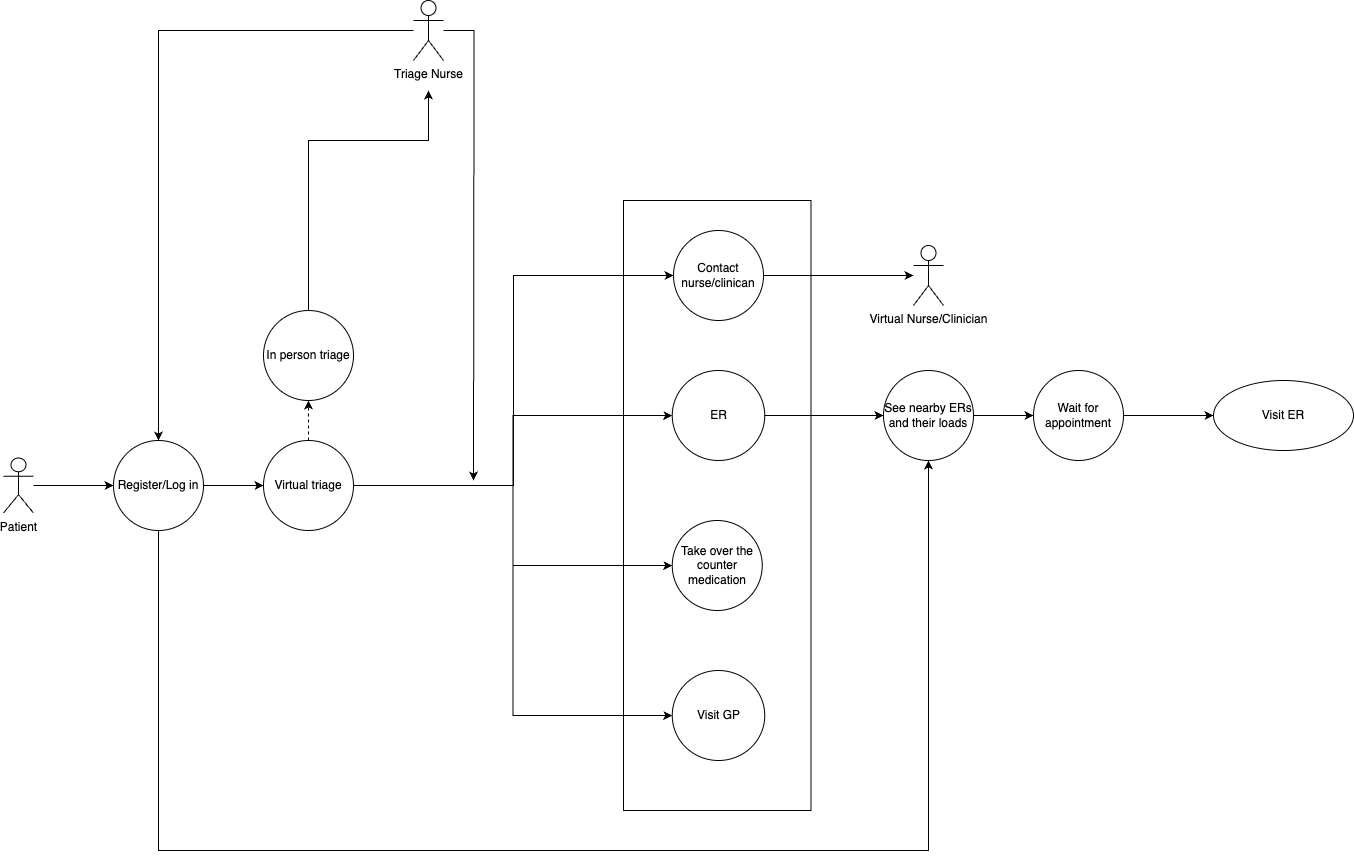 Triage Nurse
Contact
nurse/clinican
Virtual Nurse/Clinician
In person triage
ER
See nearby ERs
and their loads
Wait for
appointment
Visit ER
Register/Log in
Virtual triage
Patient
Take over the
counter
medication
Visit GP